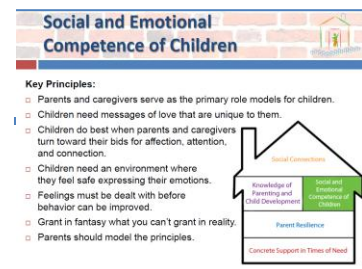 Social and Emotional
Competence of Children
Key Principles:
Parents and caregivers serve as the primary role models for children.
Children need messages of love that are unique to them.
Children do best when parents and caregivers
turn toward their bids for affection, attention,
and connection.
Children need an environment where
they feel safe expressing their emotions.
Feelings must be dealt with before
behavior can be improved.
Grant in fantasy what you can't grant in reality.
Parents should model the principles.
Social Connections
Knowledge of
Parenting and
Child Development
Social and
Emotional
Competence of
Children
Parent Resilience
Concrete Support in Times of Need